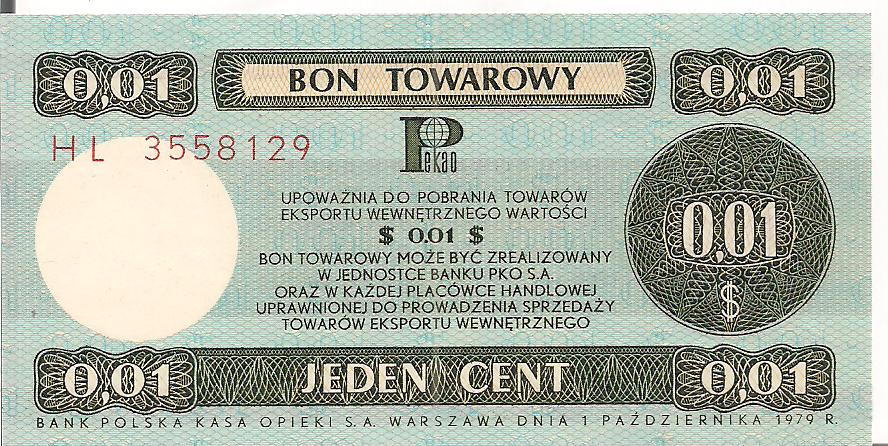 0,01 BON TOWAROWY 0,01
HL 3558129
Pekao
UPOWAŻNIA DO POBRANIA TOWARÓW
EKSPORTU WEWNĘTRZNEGO WARTOŚCI
$ 0.01 $
BON TOWAROWY MOŻE BYĆ ZREALIZOWANY
W JEDNOSTCE BANKU PKO S.A.
ORAZ W KAŻDEJ PLACÓWCE HANDLOWEJ
UPRAWNIONEJ DO PROWADZENIA SPRZEDAŻY
TOWARÓW EKSPORTU WEWNĘTRZNEGO
0,01
$
0,01 JEDEN CENT 0,01
BANK POLSKA KASA OPIEKI S.A. WARSZAWA DNIA 1 PAŹDZIERNIKA 1979 R.